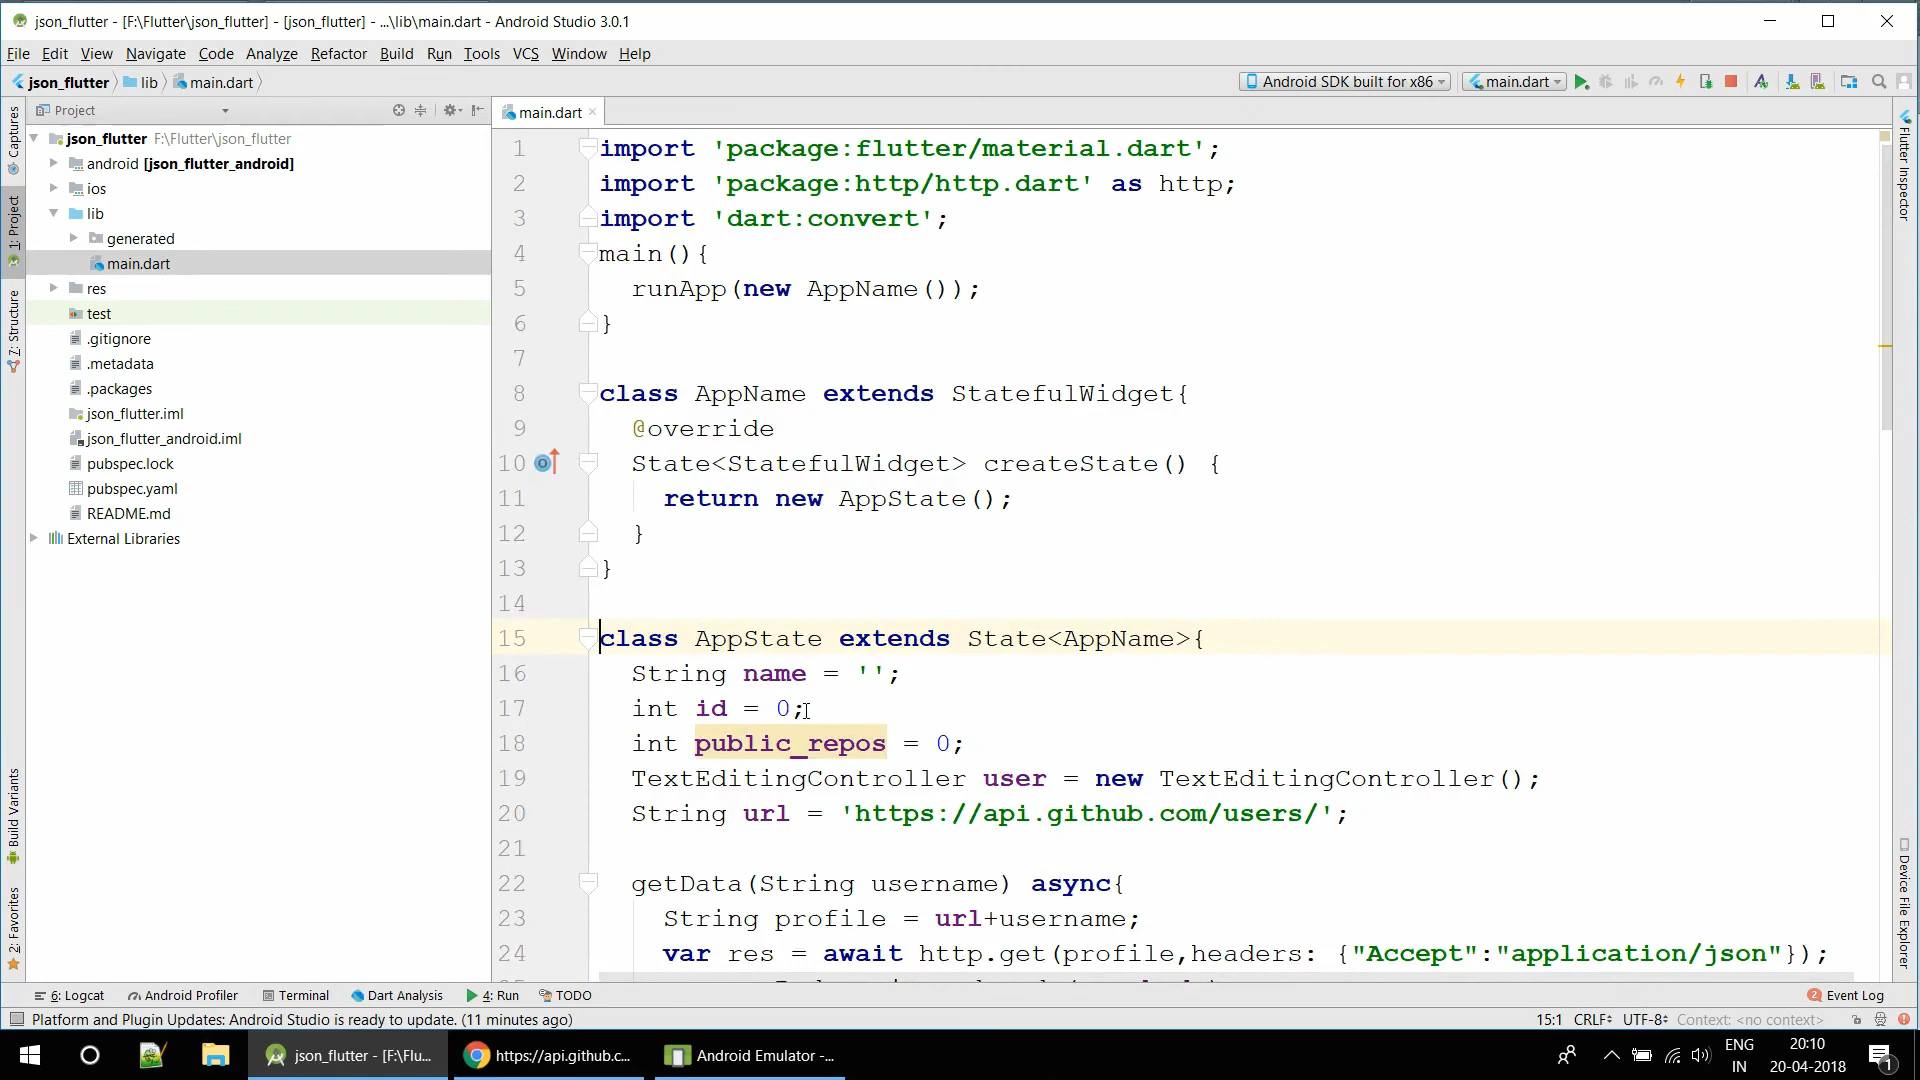 json_flutter - [F:\Flutter\json_flutter] - [json_flutter] - ...\lib\main.dart - Android Studio 3.0.1
File Edit View Navigate Code Analyze Refactor Build Run Tools VCS Window Help
json_flutter lib main.dart
Android SDK built for x86 main.dart
Project
main.dart
Captures
1: Project
7: Structure
Build Variants
2: Favorites
json_flutter F:\Flutter\json_flutter
android [json_flutter_android]
ios
lib
generated
main.dart
res
test
.gitignore
.metadata
.packages
json_flutter.iml
json_flutter_android.iml
pubspec.lock
pubspec.yaml
README.md
External Libraries
1 import 'package:flutter/material.dart';
2 import 'package:http/http.dart' as http;
3 import 'dart:convert';
4 main(){
5 runApp(new AppName());
6 }
7
8 class AppName extends StatefulWidget{
9 @override
10 State<StatefulWidget> createState() {
11 return new AppState();
12 }
13 }
14
15 class AppState extends State<AppName>{
16 String name = '';
17 int id = 0;
18 int public_repos = 0;
19 TextEditingController user = new TextEditingController();
20 String url = 'https://api.github.com/users/';
21
22 getData(String username) async{
23 String profile = url+username;
24 var res = await http.get(profile,headers: {"Accept":"application/json"});
Flutter Inspector
Device File Explorer
6: Logcat Android Profiler Terminal Dart Analysis 4: Run TODO
2 Event Log
Platform and Plugin Updates: Android Studio is ready to update. (11 minutes ago)
15:1 CRLF UTF-8 Context: <no context>
json_flutter - [F:\Flu...
https://api.github.c...
Android Emulator -...
ENG
IN
20:10
20-04-2018
1